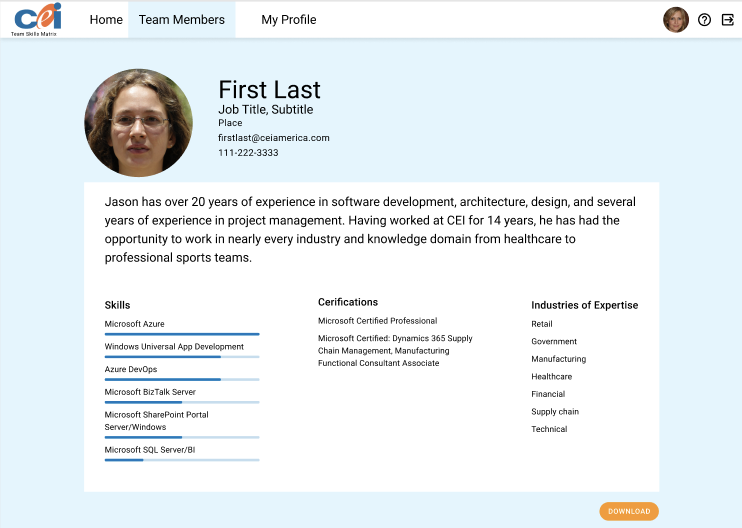 cei
Team Skills Matrix
Home Team Members My Profile
First Last
Job Title, Subtitle
Place
firstlast@ceiamerica.com
111-222-3333
Jason has over 20 years of experience in software development, architecture, design, and several
years of experience in project management. Having worked at CEI for 14 years, he has had the
opportunity to work in nearly every industry and knowledge domain from healthcare to
professional sports teams.
Skills
Microsoft Azure
Windows Universal App Development
Azure DevOps
Microsoft BizTalk Server
Microsoft SharePoint Portal
Server/Windows
Microsoft SQL Server/BI
Cerifications
Microsoft Certified Professional
Microsoft Certified: Dynamics 365 Supply
Chain Management, Manufacturing
Functional Consultant Associate
Industries of Expertise
Retail
Government
Manufacturing
Healthcare
Financial
Supply chain
Technical
DOWNLOAD